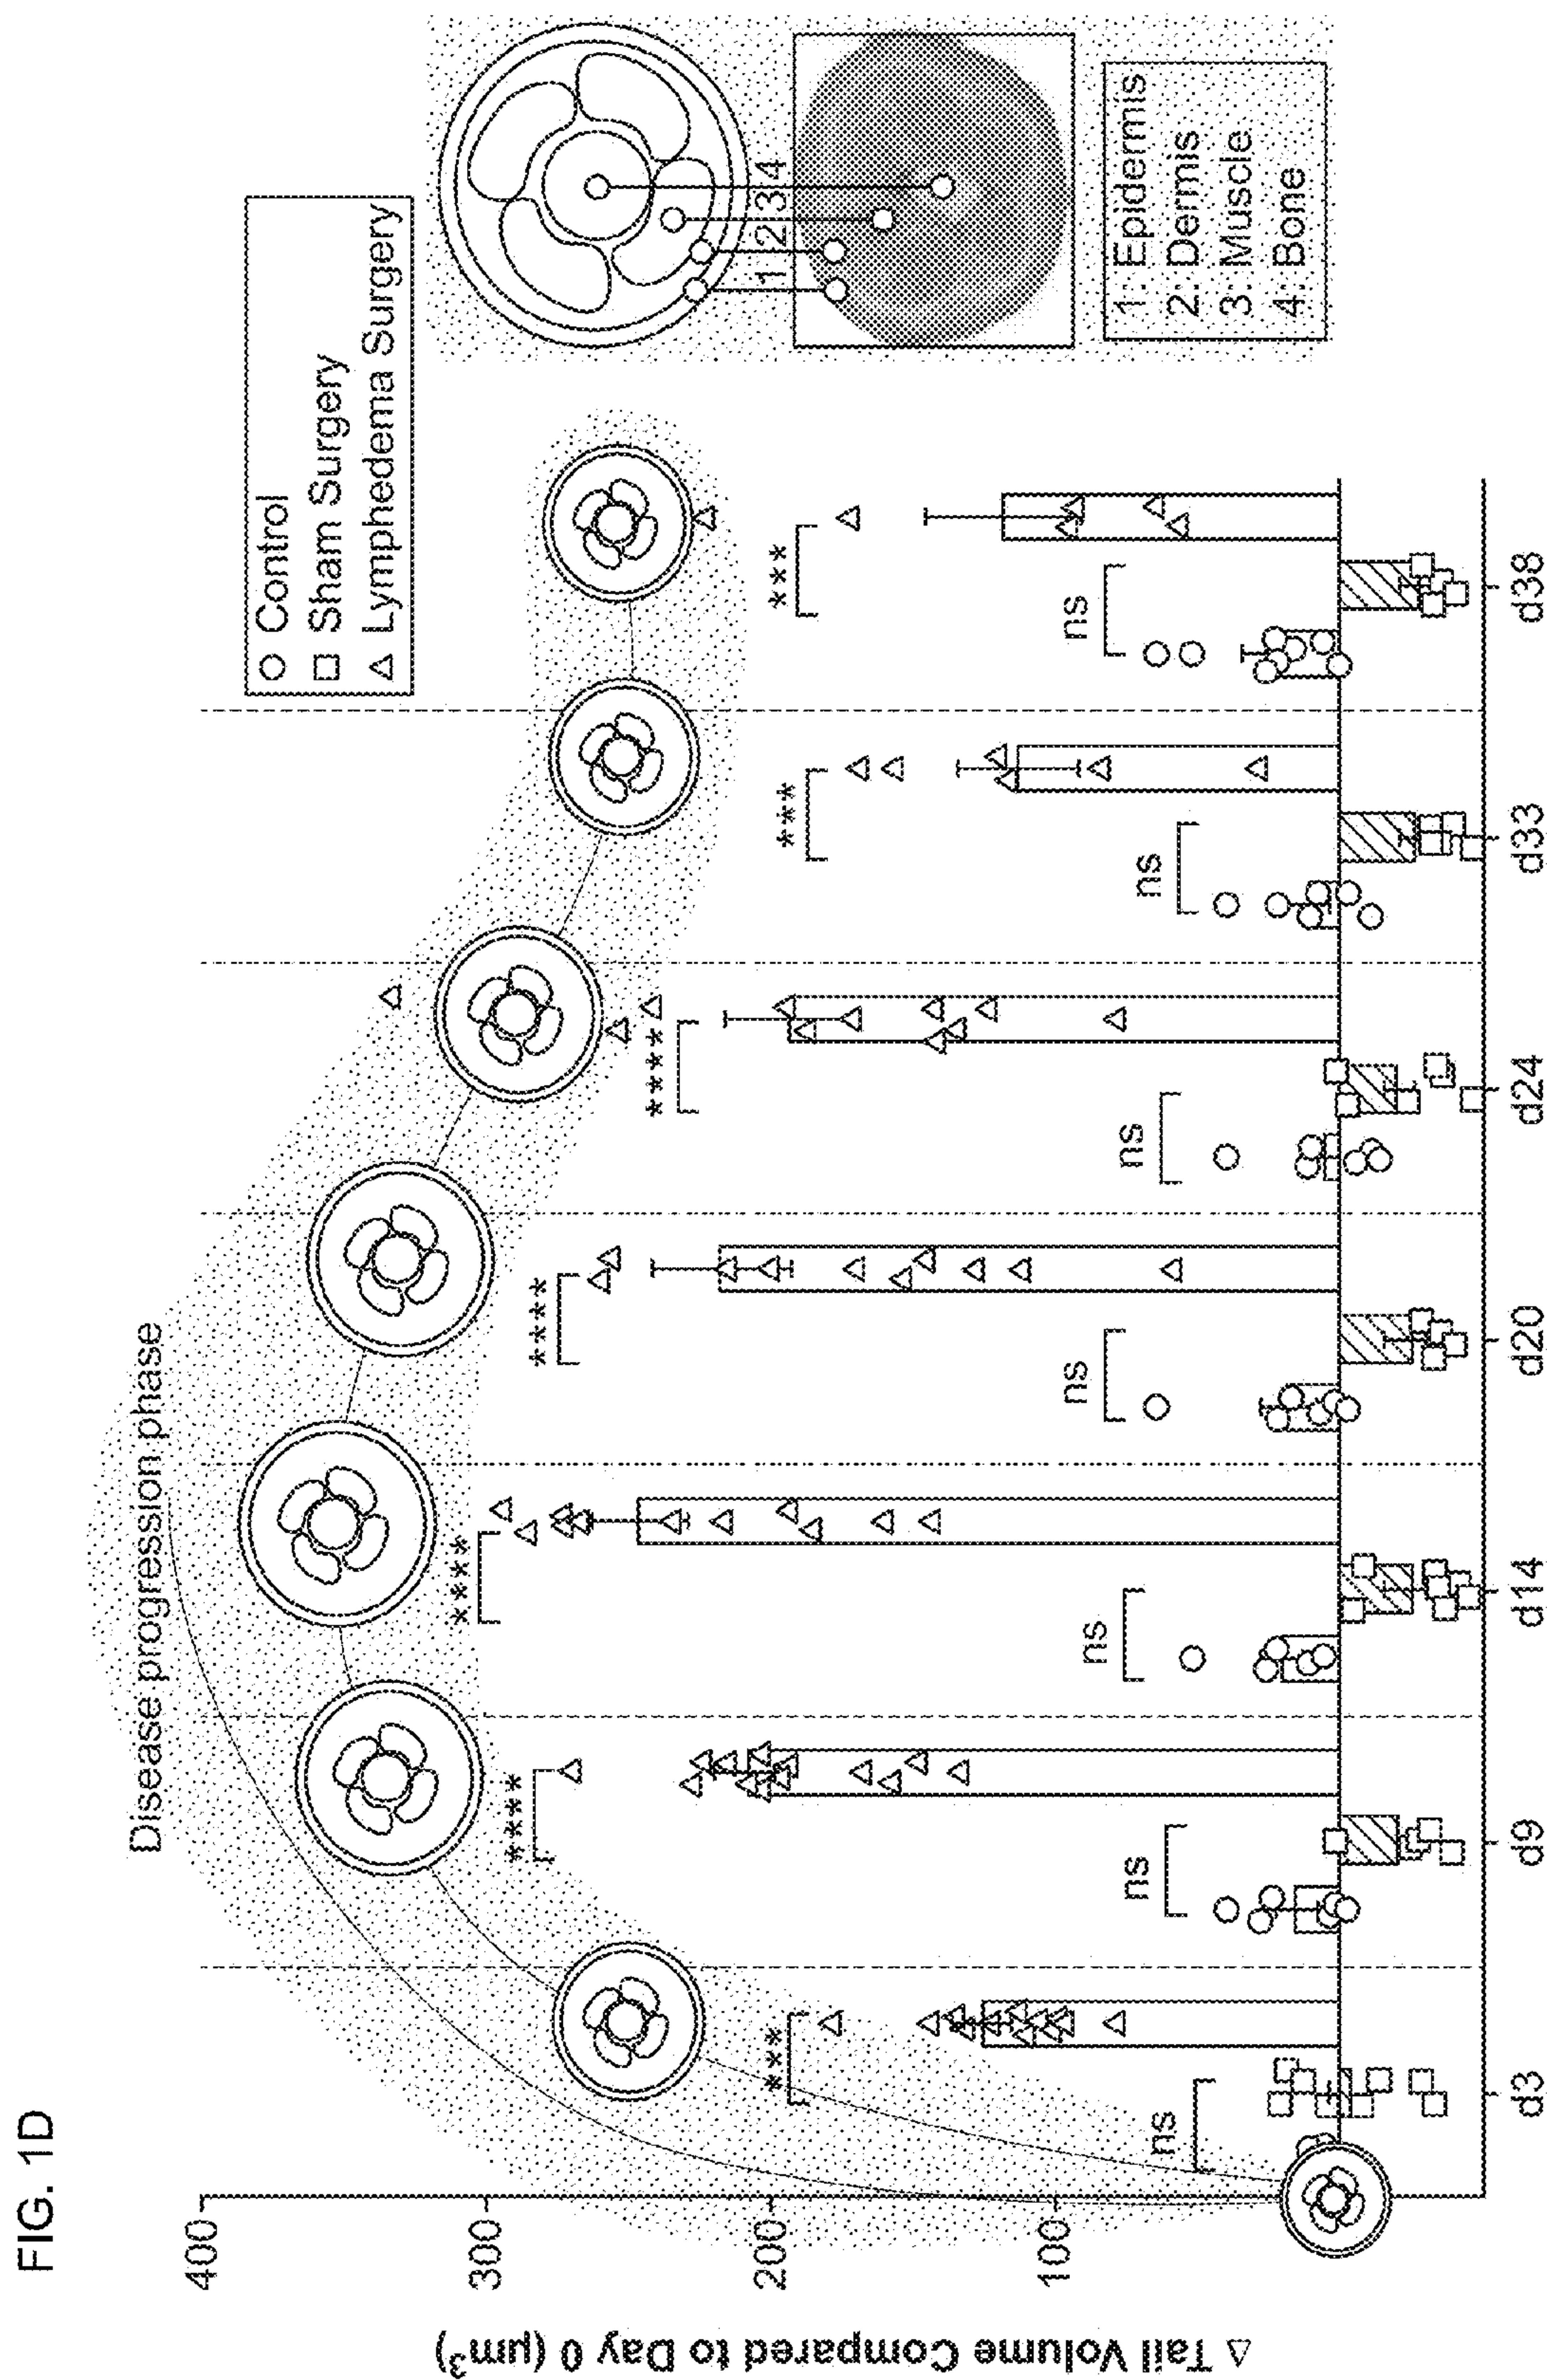 FIG. 1D
Disease progression phase
○ Control
□ Sham Surgery
△ Lymphedema Surgery
400
300
200
100
Δ Tail Volume Compared to Day 0 (µm³)
ns
***
ns
****
ns
****
ns
****
ns
****
ns
***
ns
***
d3
d9
d14
d20
d24
d33
d38
1 2 3 4
1: Epidermis
2: Dermis
3: Muscle
4: Bone